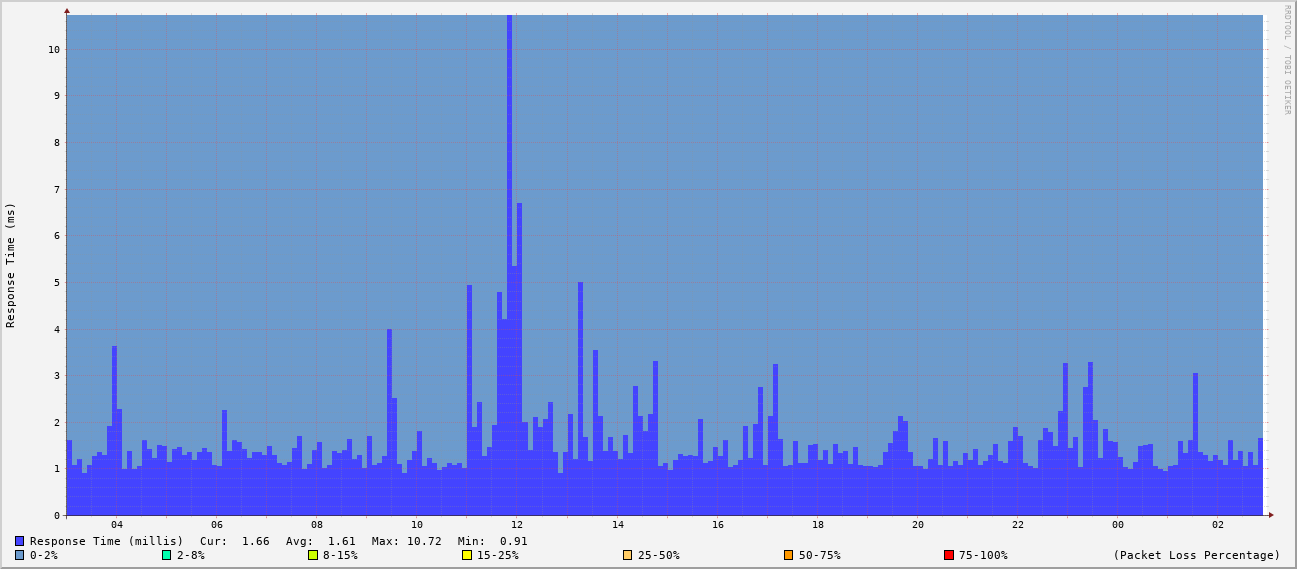 RRDTOOL / TOBI OETIKER
Response Time (ms)
10
9
8
7
6
5
4
3
2
1
0
04 06 08 10 12 14 16 18 20 22 00 02
Response Time (millis) Cur: 1.66 Avg: 1.61 Max: 10.72 Min: 0.91
0-2% 2-8% 8-15% 15-25% 25-50% 50-75% 75-100% (Packet Loss Percentage)